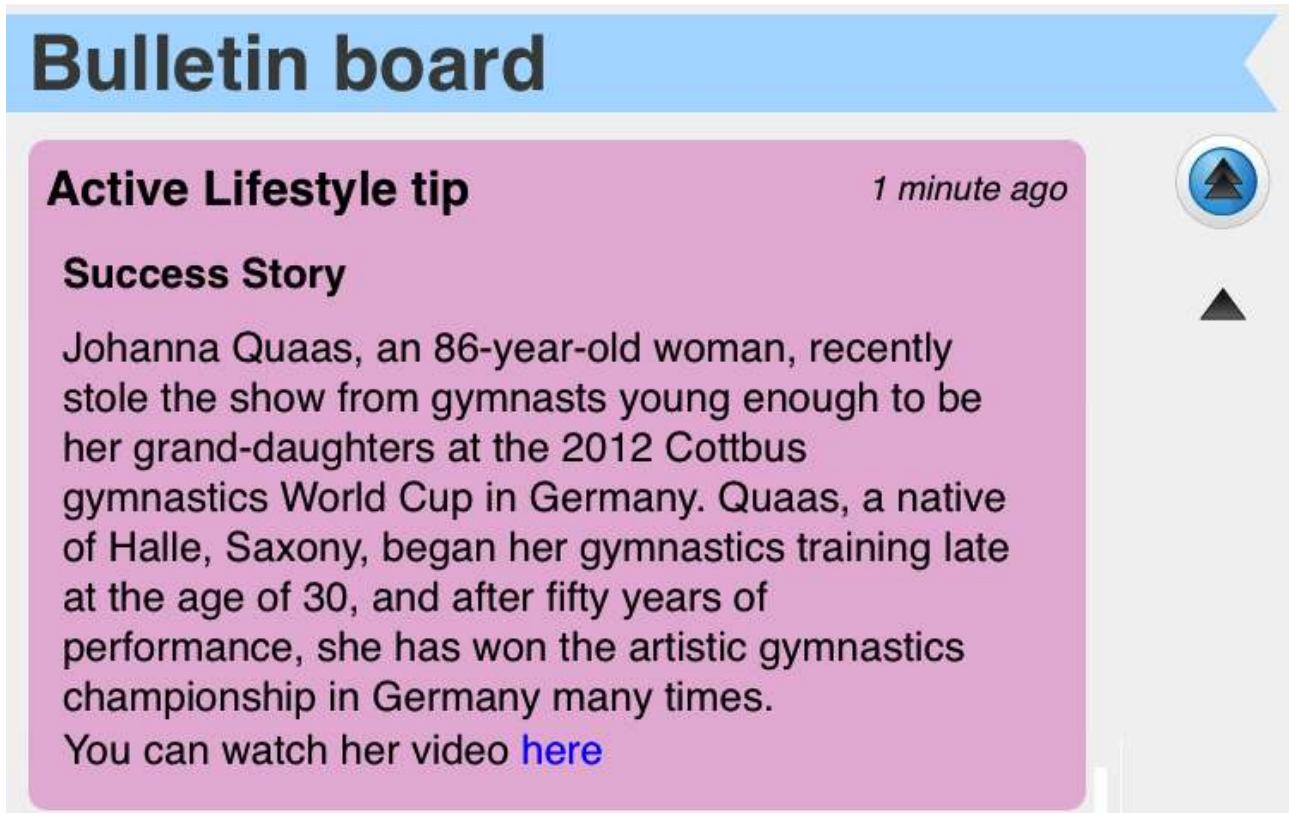 Bulletin board
Active Lifestyle tip
1 minute ago
Success Story
Johanna Quaas, an 86-year-old woman, recently
stole the show from gymnasts young enough to be
her grand-daughters at the 2012 Cottbus
gymnastics World Cup in Germany. Quaas, a native
of Halle, Saxony, began her gymnastics training late
at the age of 30, and after fifty years of
performance, she has won the artistic gymnastics
championship in Germany many times.
You can watch her video here